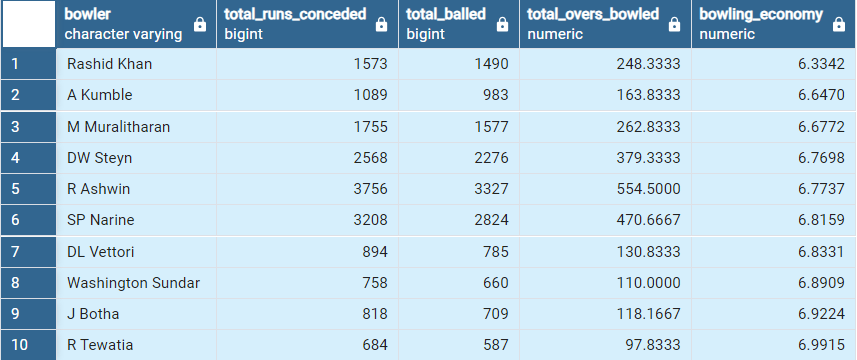 bowler total_runs_conceded total_balled total_overs_bowled bowling_economy
character varying bigint bigint numeric numeric
1 Rashid Khan 1573 1490 248.3333 6.3342
2 A Kumble 1089 983 163.8333 6.6470
3 M Muralitharan 1755 1577 262.8333 6.6772
4 DW Steyn 2568 2276 379.3333 6.7698
5 R Ashwin 3756 3327 554.5000 6.7737
6 SP Narine 3208 2824 470.6667 6.8159
7 DL Vettori 894 785 130.8333 6.8331
8 Washington Sundar 758 660 110.0000 6.8909
9 J Botha 818 709 118.1667 6.9224
10 R Tewatia 684 587 97.8333 6.9915